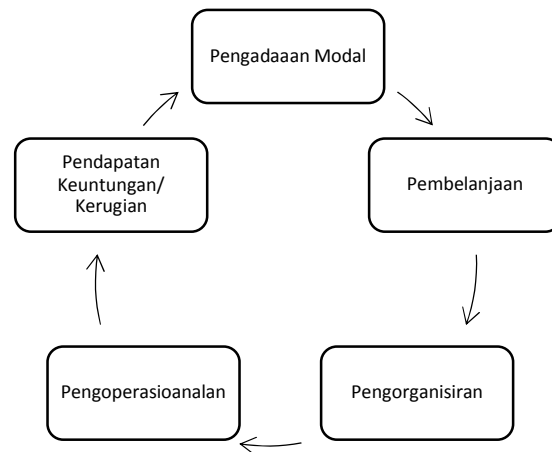 Pengadaaan Modal
Pembelanjaan
Pengorganisiran
Pengoperasioanalan
Pendapatan
Keuntungan/
Kerugian